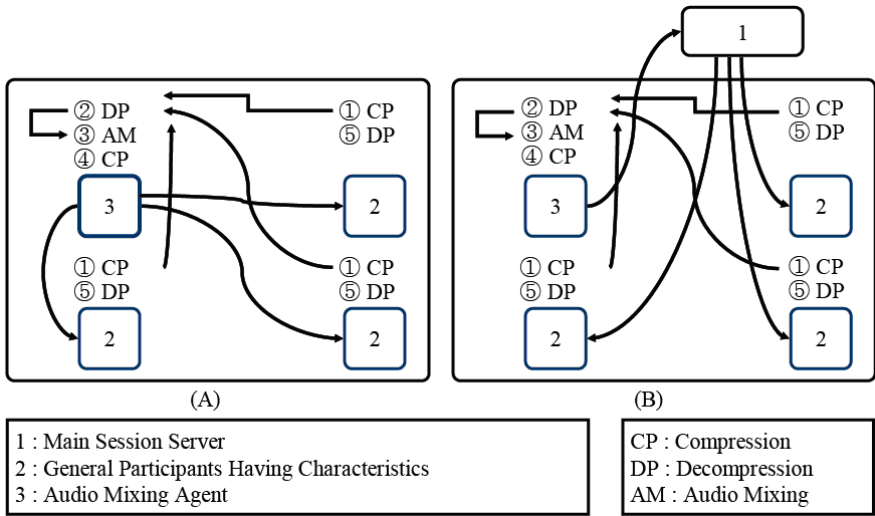 ② DP
③ AM
④ CP
① CP
⑤ DP
3
2
① CP
⑤ DP
① CP
⑤ DP
2
2
(A)
1
② DP
③ AM
④ CP
① CP
⑤ DP
3
2
① CP
⑤ DP
① CP
⑤ DP
2
2
(B)
1 : Main Session Server
2 : General Participants Having Characteristics
3 : Audio Mixing Agent
CP : Compression
DP : Decompression
AM : Audio Mixing